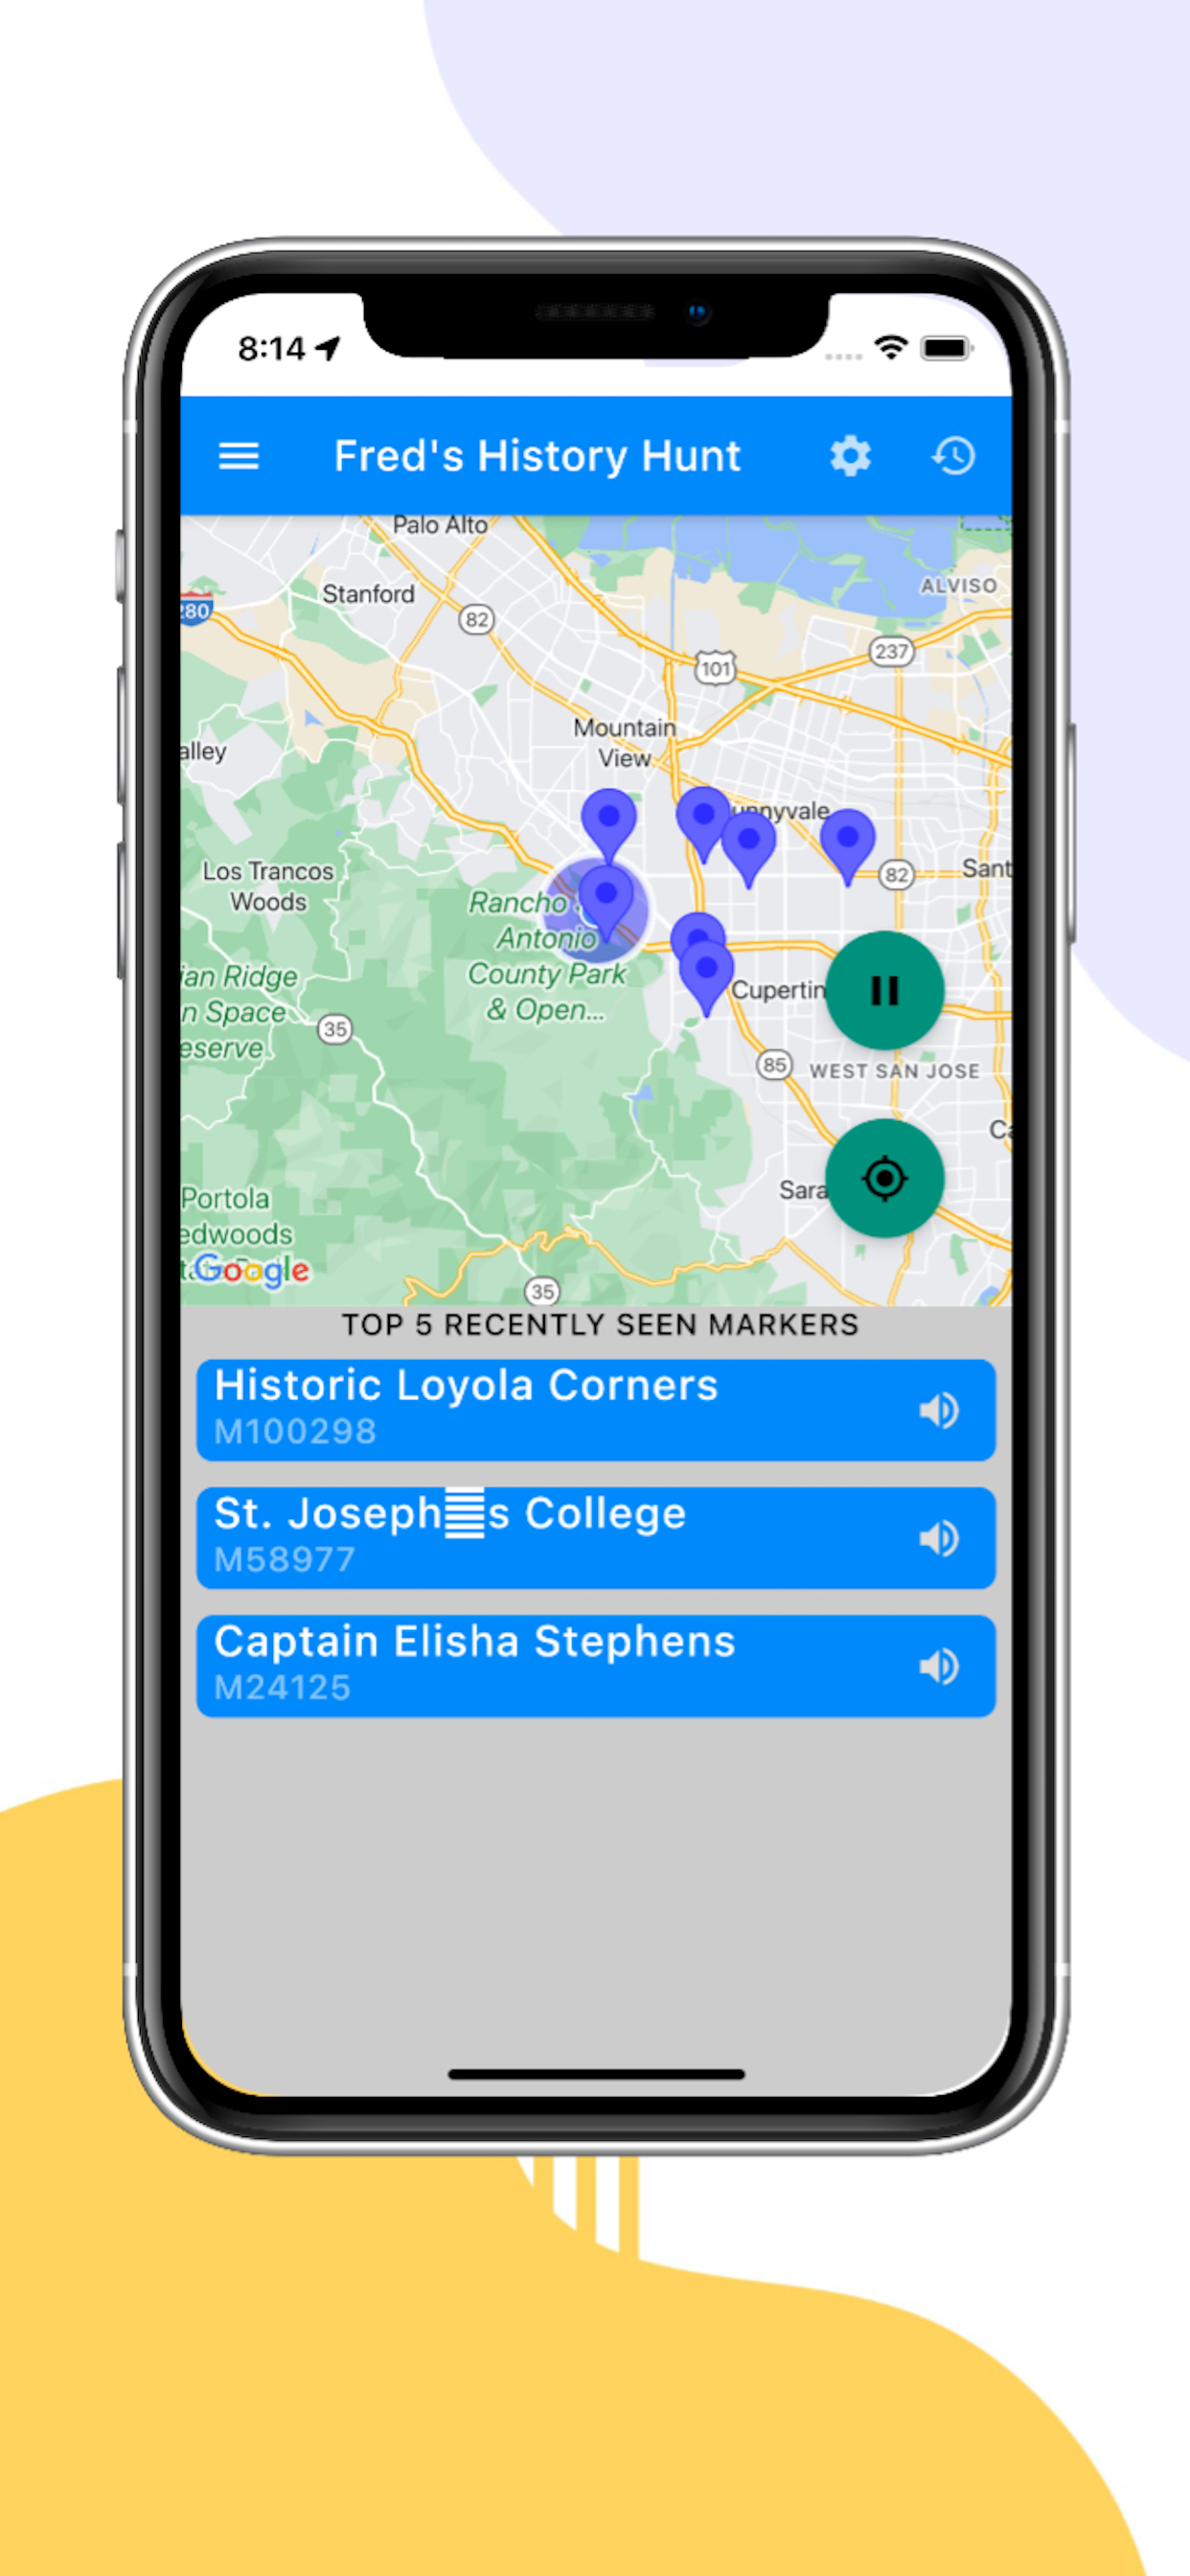 8:14
Fred's History Hunt
Palo Alto
ALVISO
Stanford
280
82
237
101
Mountain
View
alley
unnyvale
Los Trancos
Woods
82
Sant
Rancho
Antonio
County Park
& Open...
ian Ridge
n Space
eserve
Cupertin
35
85
WEST SAN JOSE
Ca
Sara
Portola
edwoods
Google
35
TOP 5 RECENTLY SEEN MARKERS
Historic Loyola Corners
M100298
St. Joseph s College
M58977
Captain Elisha Stephens
M24125